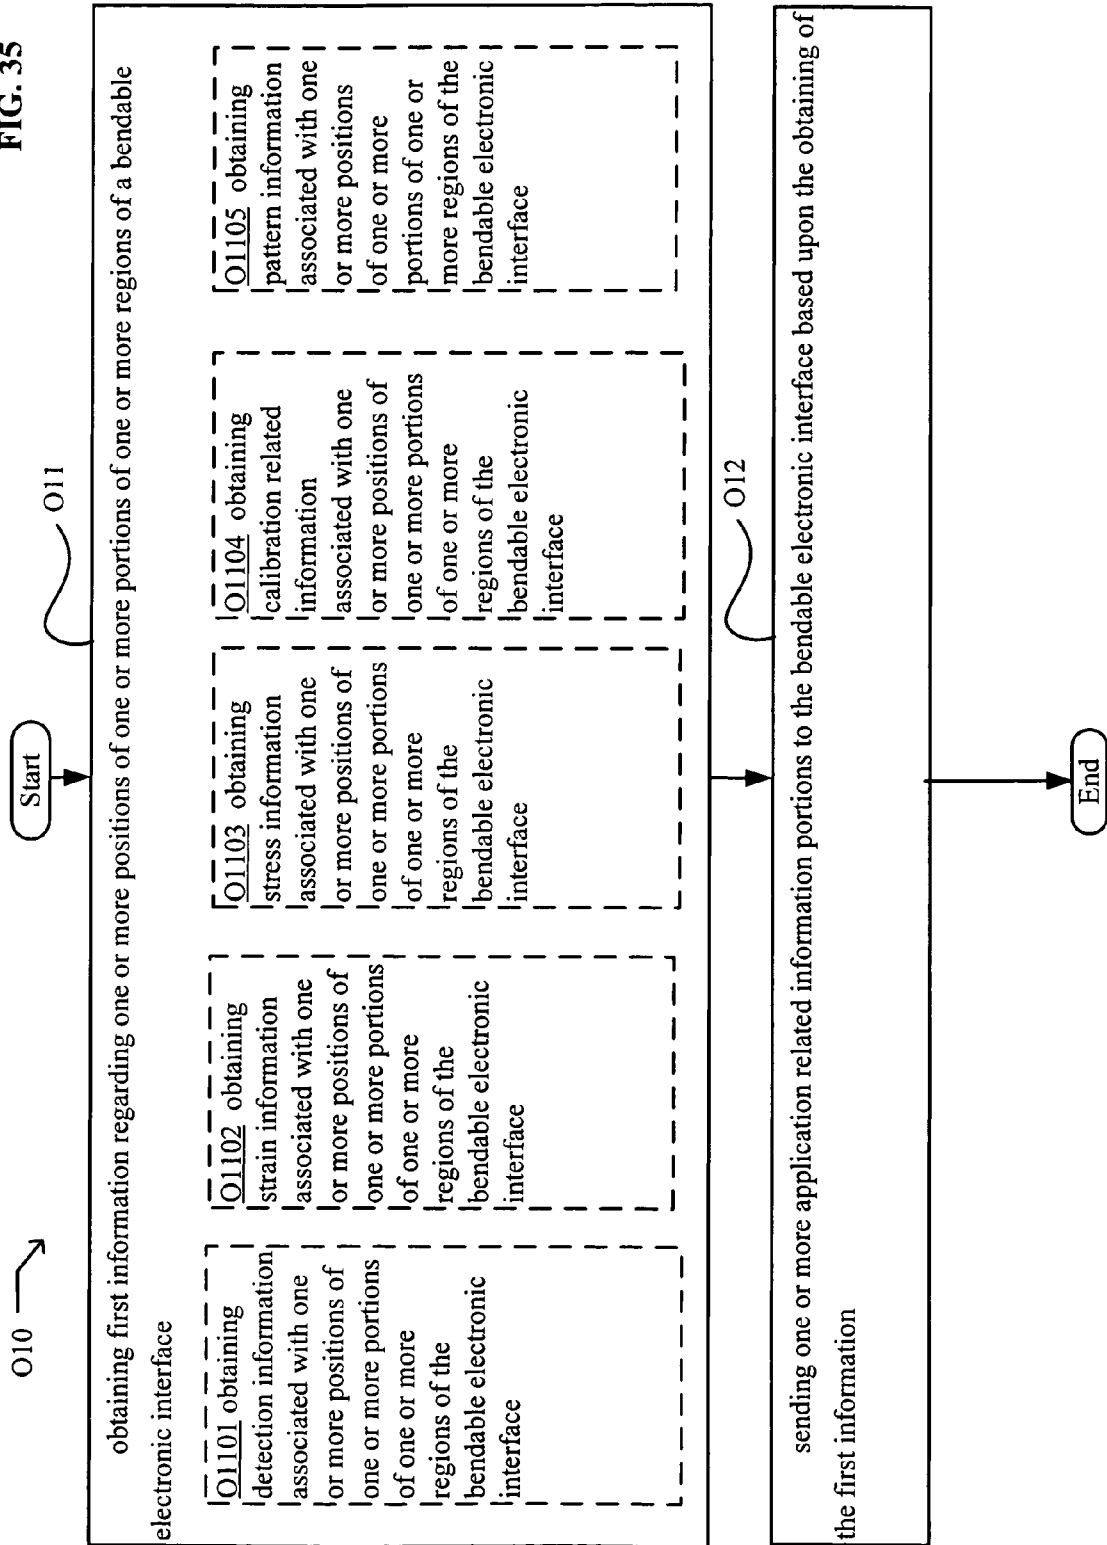 FIG. 35
O10
Start
O11
obtaining first information regarding one or more positions of one or more portions of one or more regions of a bendable
electronic interface
O1101 obtaining
detection information
associated with one
or more positions of
one or more portions
of one or more
regions of the
bendable electronic
interface
O1102 obtaining
strain information
associated with one
or more positions of
one or more portions
of one or more
regions of the
bendable electronic
interface
O1103 obtaining
stress information
associated with one
or more positions of
one or more portions
of one or more
regions of the
bendable electronic
interface
O1104 obtaining
calibration related
information
associated with one
or more positions of
one or more portions
of one or more
regions of the
bendable electronic
interface
O1105 obtaining
pattern information
associated with one
or more positions
of one or more
portions of one or
more regions of the
bendable electronic
interface
O12
sending one or more application related information portions to the bendable electronic interface based upon the obtaining of
the first information
End